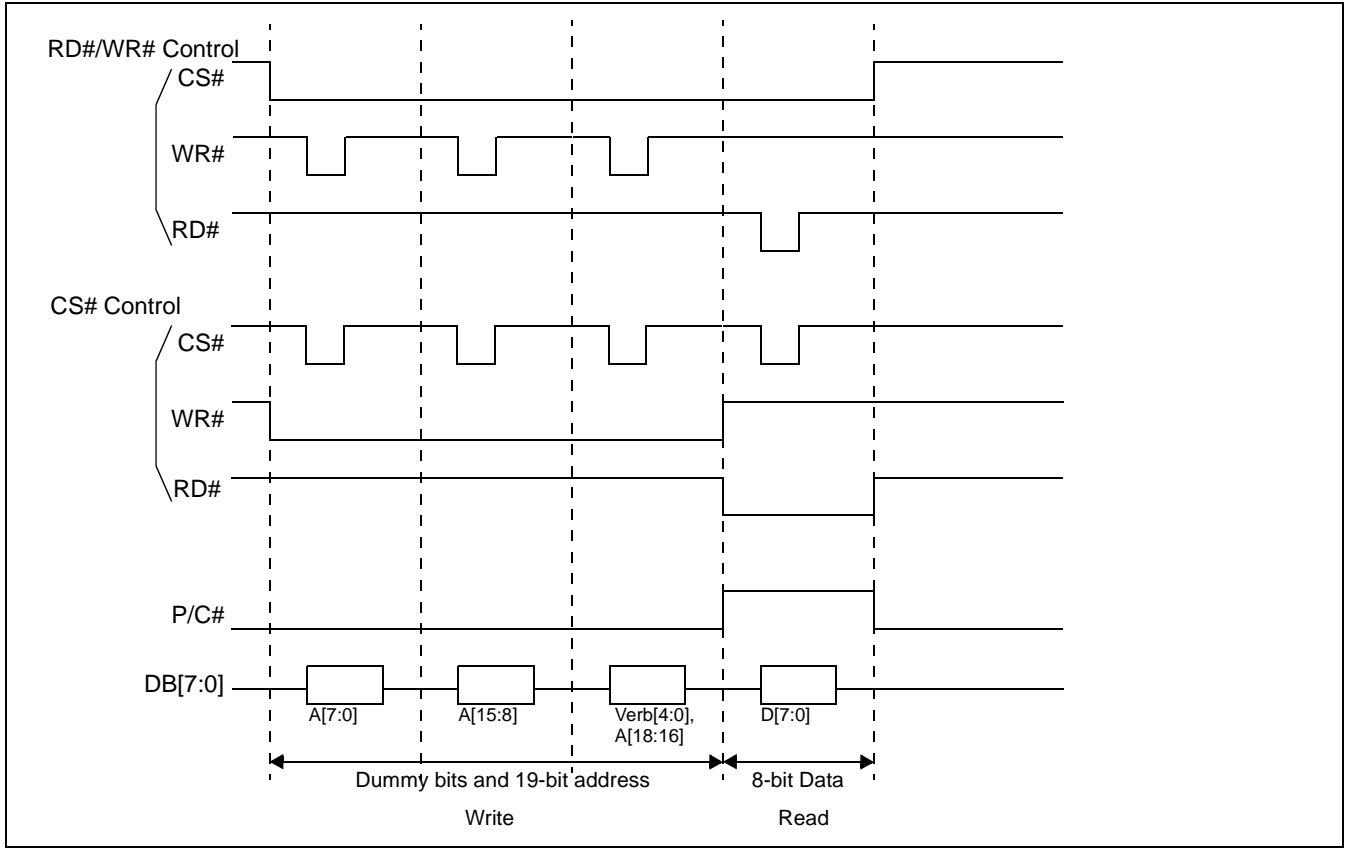 RD#/WR# Control
CS#
WR#
RD#
CS# Control
CS#
WR#
RD#
P/C#
DB[7:0]
A[7:0]
A[15:8]
Verb[4:0],
A[18:16]
D[7:0]
Dummy bits and 19-bit address
8-bit Data
Write
Read